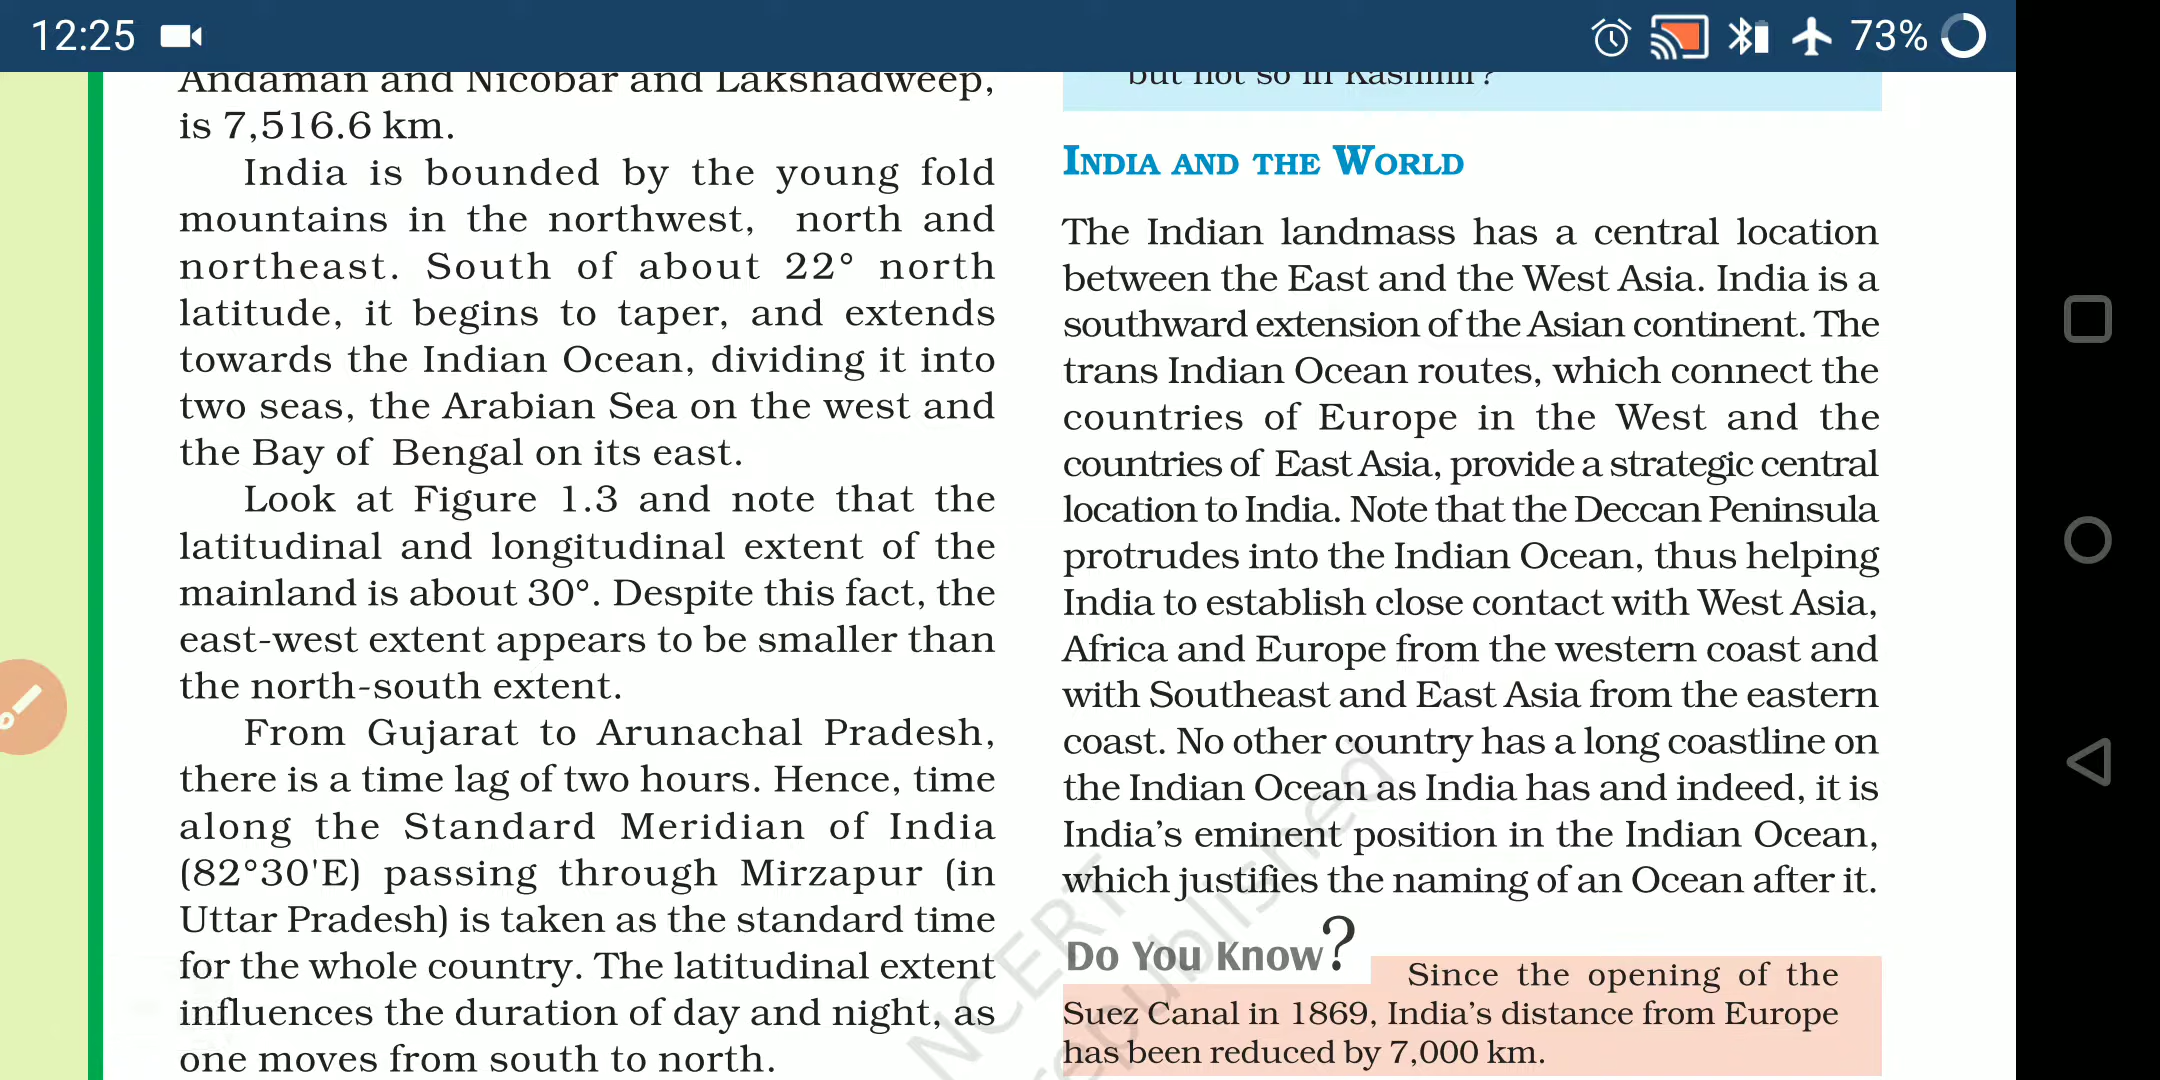 12:25
73%
Andaman and Nicobar and Lakshadweep,
is 7,516.6 km.
India is bounded by the young fold
mountains in the northwest, north and
northeast. South of about 22° north
latitude, it begins to taper, and extends
towards the Indian Ocean, dividing it into
two seas, the Arabian Sea on the west and
the Bay of Bengal on its east.
Look at Figure 1.3 and note that the
latitudinal and longitudinal extent of the
mainland is about 30°. Despite this fact, the
east-west extent appears to be smaller than
the north-south extent.
From Gujarat to Arunachal Pradesh,
there is a time lag of two hours. Hence, time
along the Standard Meridian of India
(82°30'E) passing through Mirzapur (in
Uttar Pradesh) is taken as the standard time
for the whole country. The latitudinal extent
influences the duration of day and night, as
one moves from south to north.
but not so in Kashmir?
INDIA AND THE WORLD
The Indian landmass has a central location
between the East and the West Asia. India is a
southward extension of the Asian continent. The
trans Indian Ocean routes, which connect the
countries of Europe in the West and the
countries of East Asia, provide a strategic central
location to India. Note that the Deccan Peninsula
protrudes into the Indian Ocean, thus helping
India to establish close contact with West Asia,
Africa and Europe from the western coast and
with Southeast and East Asia from the eastern
coast. No other country has a long coastline on
the Indian Ocean as India has and indeed, it is
India’s eminent position in the Indian Ocean,
which justifies the naming of an Ocean after it.
Do You Know?
Since the opening of the
Suez Canal in 1869, India’s distance from Europe
has been reduced by 7,000 km.
NCERT
republished